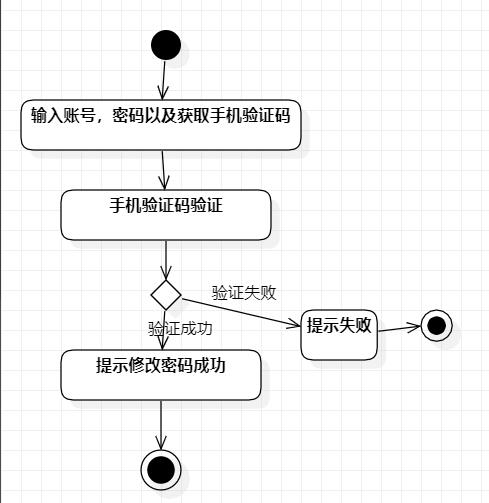 输入账号，密码以及获取手机验证码
手机验证码验证
验证失败
提示失败
验证成功
提示修改密码成功